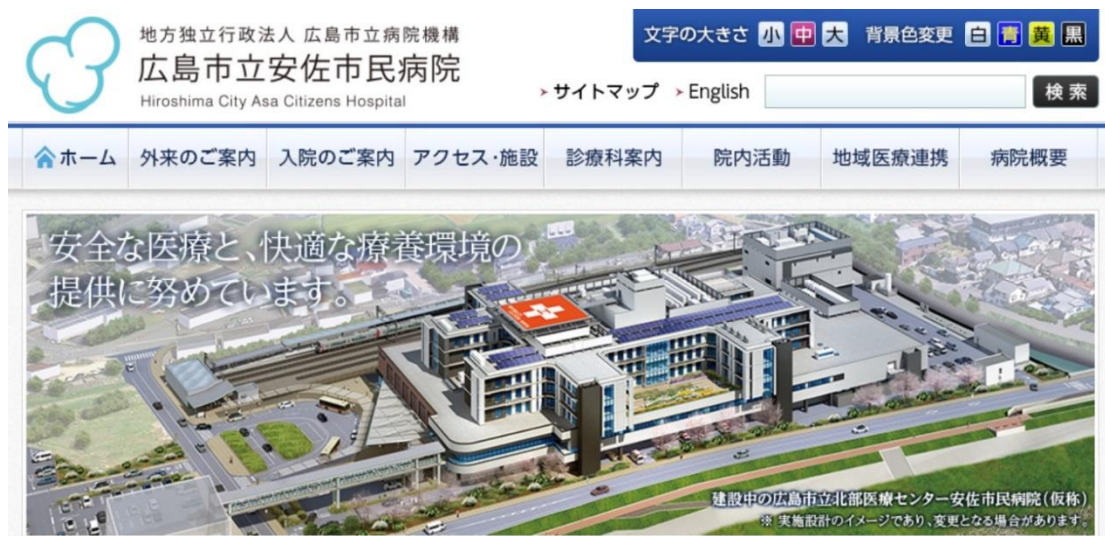 地方独立行政法人 広島市立病院機構
広島市立安佐市民病院
Hiroshima City Asa Citizens Hospital
文字の大きさ 小 中 大 背景色変更 白 青 黄 黒
サイトマップ English 検索
ホーム 外来のご案内 入院のご案内 アクセス・施設 診療科案内 院内活動 地域医療連携 病院概要
安全な医療と、快適な療養環境の
提供に努めています。
建設中の広島市立北部医療センター安佐市民病院(仮称)
※ 実施設計のイメージであり、変更となる場合があります。